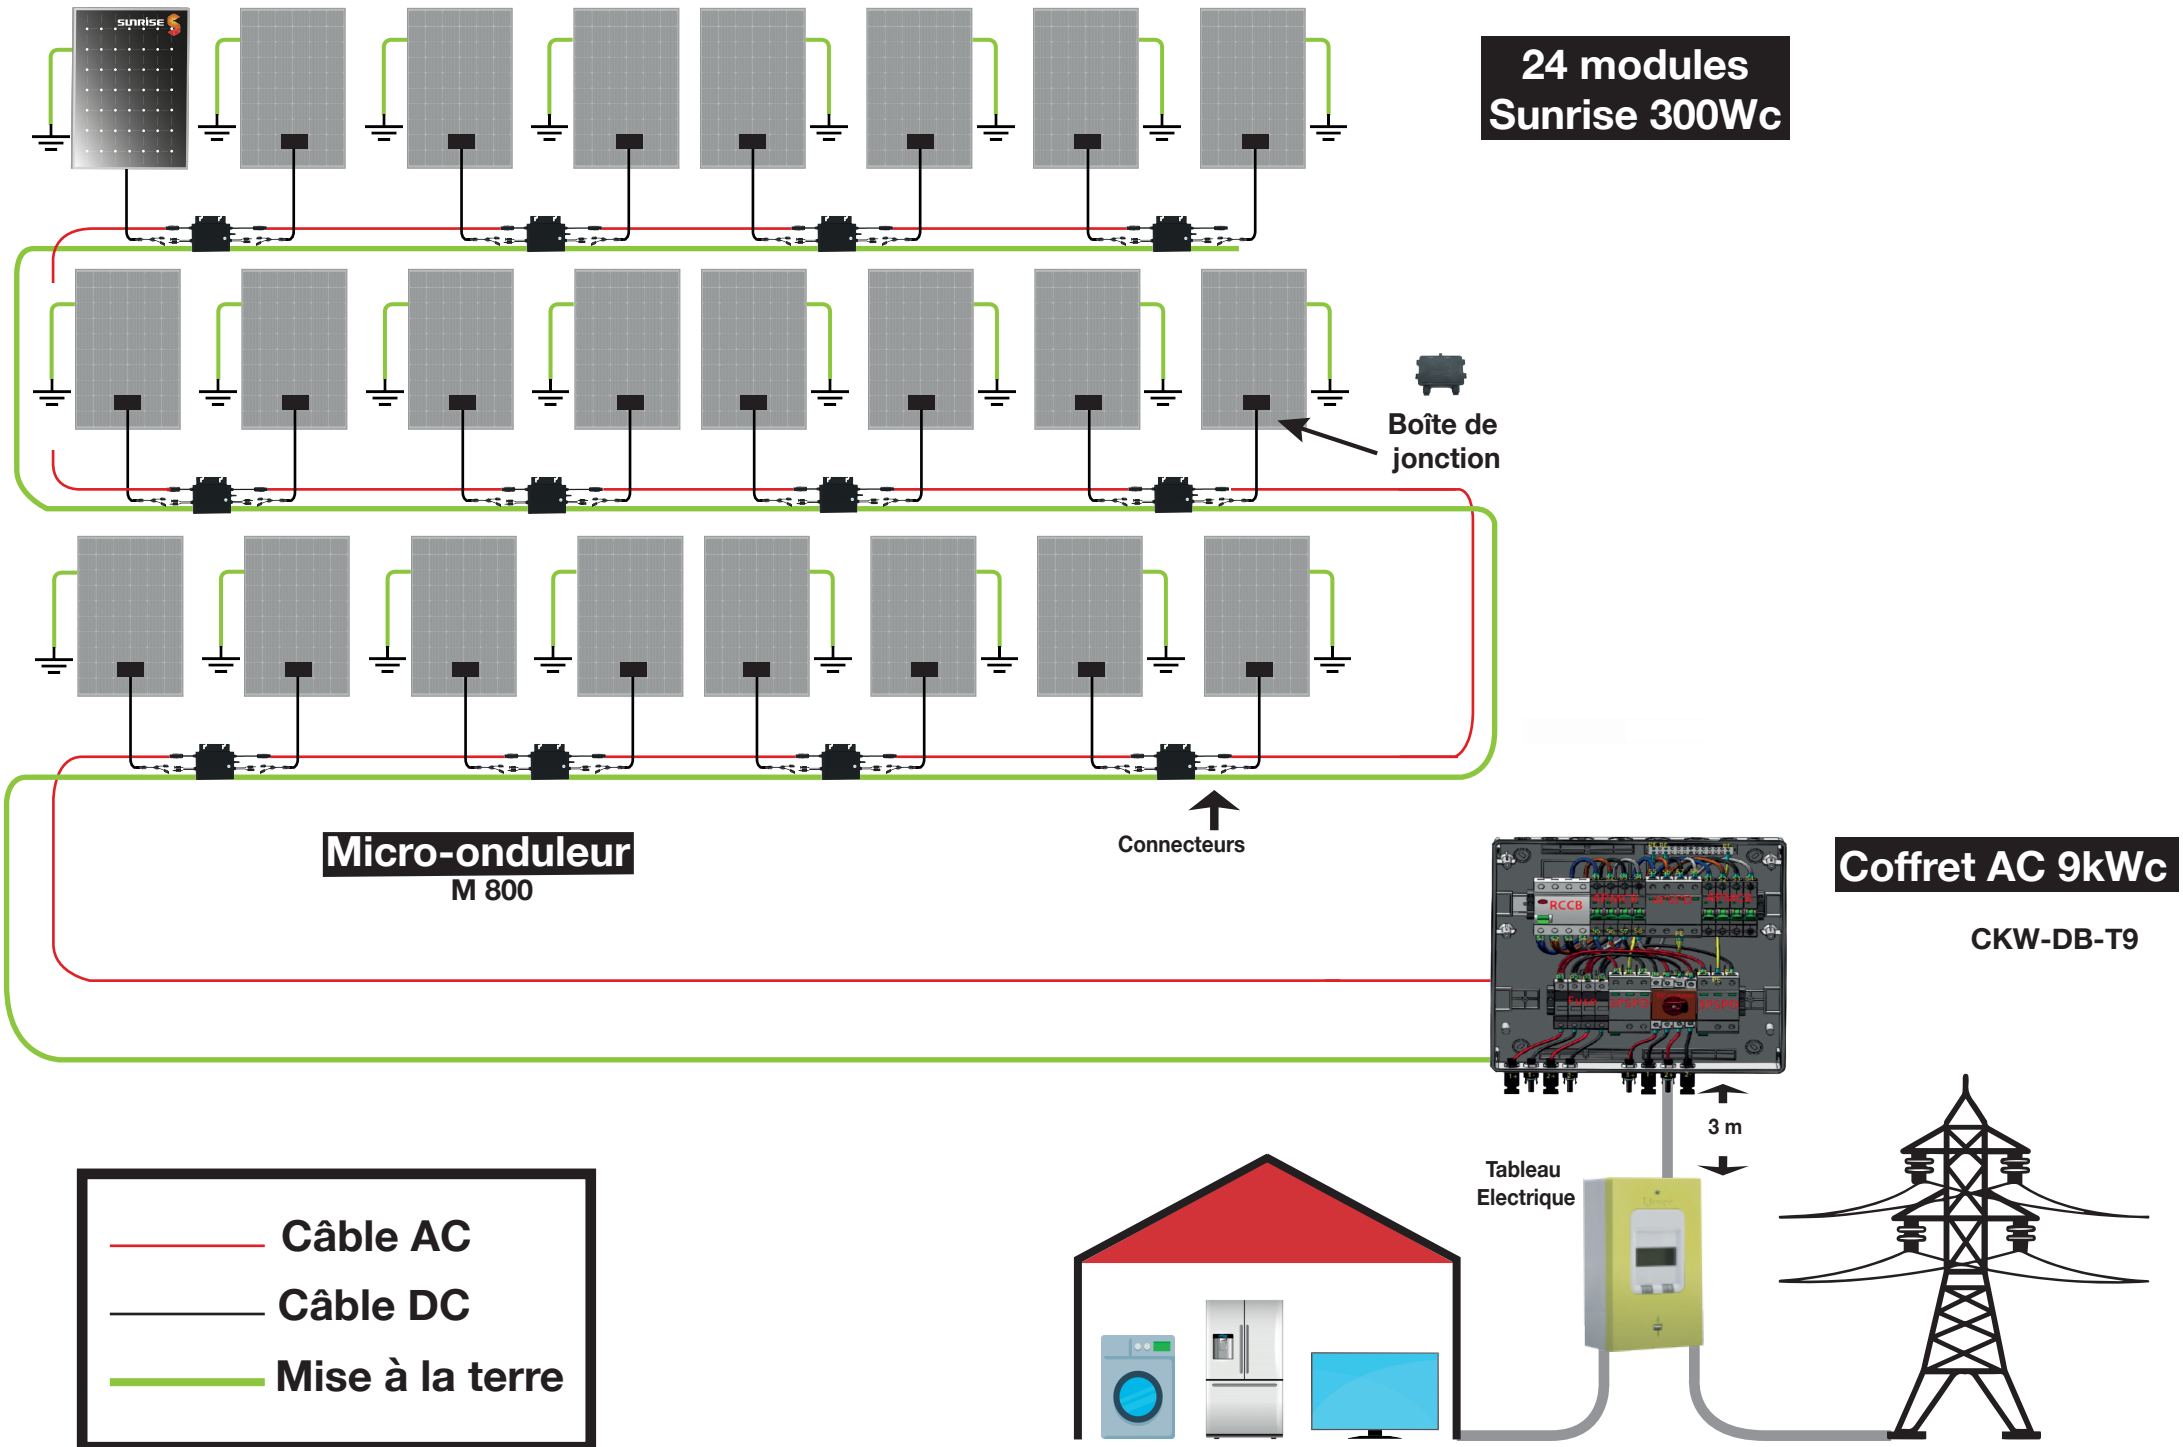 sunrise
24 modules
Sunrise 300Wc
Boîte de
jonction
Connecteurs
Micro-onduleur
M 800
Coffret AC 9kWc
CKW-DB-T9
RCCB
Fuse
3 m
Tableau
Electrique
Câble AC
Câble DC
Mise à la terre